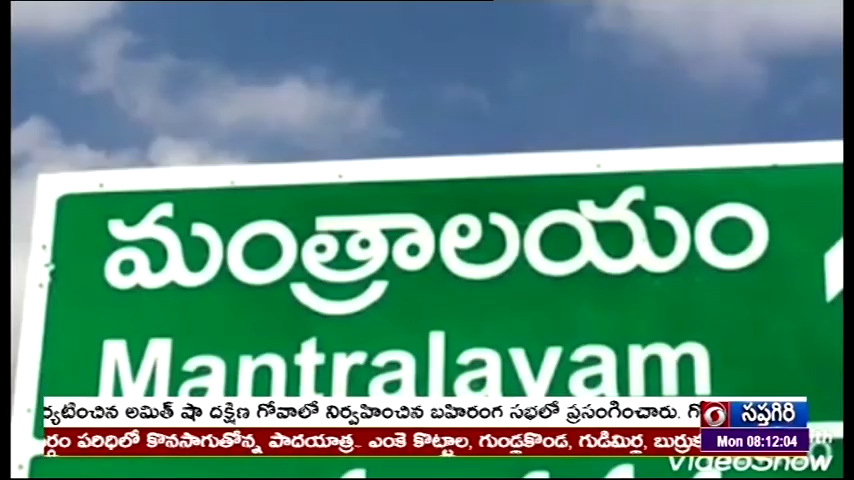 మంత్రాలయం
Mantralayam
ర్యటించిన అమిత్ షా దక్షిణ గోవాలో నిర్వహించిన బహిరంగ సభలో ప్రసంగించారు.
పరిధిలో కొనసాగుతోన్న పాదయాత్ర.. ఎంకె కొట్టాల, గుండ్లకొండ, గుడిమిర్ల,
సప్తగిరి
Mon 08:12:04
VideoShow